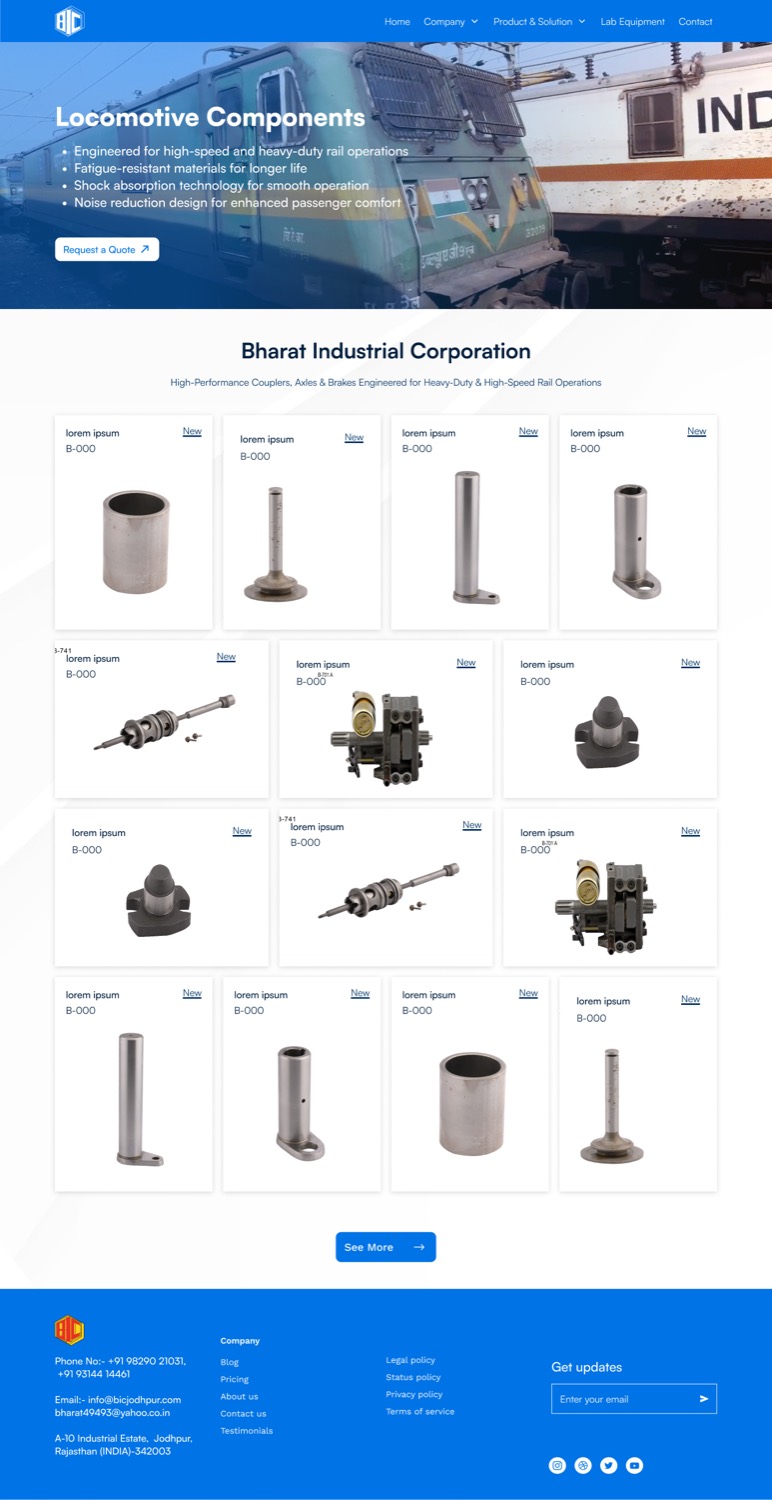 BIC
Home Company Product & Solution Lab Equipment Contact
IND
Locomotive Components
Engineered for high-speed and heavy-duty rail operations
Fatigue-resistant materials for longer life
Shock absorption technology for smooth operation
Noise reduction design for enhanced passenger comfort
Request a Quote
Bharat Industrial Corporation
High-Performance Couplers, Axles & Brakes Engineered for Heavy-Duty & High-Speed Rail Operations
lorem ipsum New
B-000
lorem ipsum New
B-000
lorem ipsum New
B-000
lorem ipsum New
B-000
B-741
lorem ipsum New
B-000
lorem ipsum New
B-000
B-701 A
lorem ipsum New
B-000
lorem ipsum New
B-000
B-741
lorem ipsum New
B-000
lorem ipsum New
B-000
B-701 A
lorem ipsum New
B-000
lorem ipsum New
B-000
lorem ipsum New
B-000
lorem ipsum New
B-000
See More
BIC
Phone No:- +91 98290 21031,
+91 93144 14461
Email:- info@bicjodhpur.com
bharat49493@yahoo.co.in
A-10 Industrial Estate, Jodhpur,
Rajasthan (INDIA)-342003
Company
Blog
Pricing
About us
Contact us
Testimonials
Legal policy
Status policy
Privacy policy
Terms of service
Get updates
Enter your email